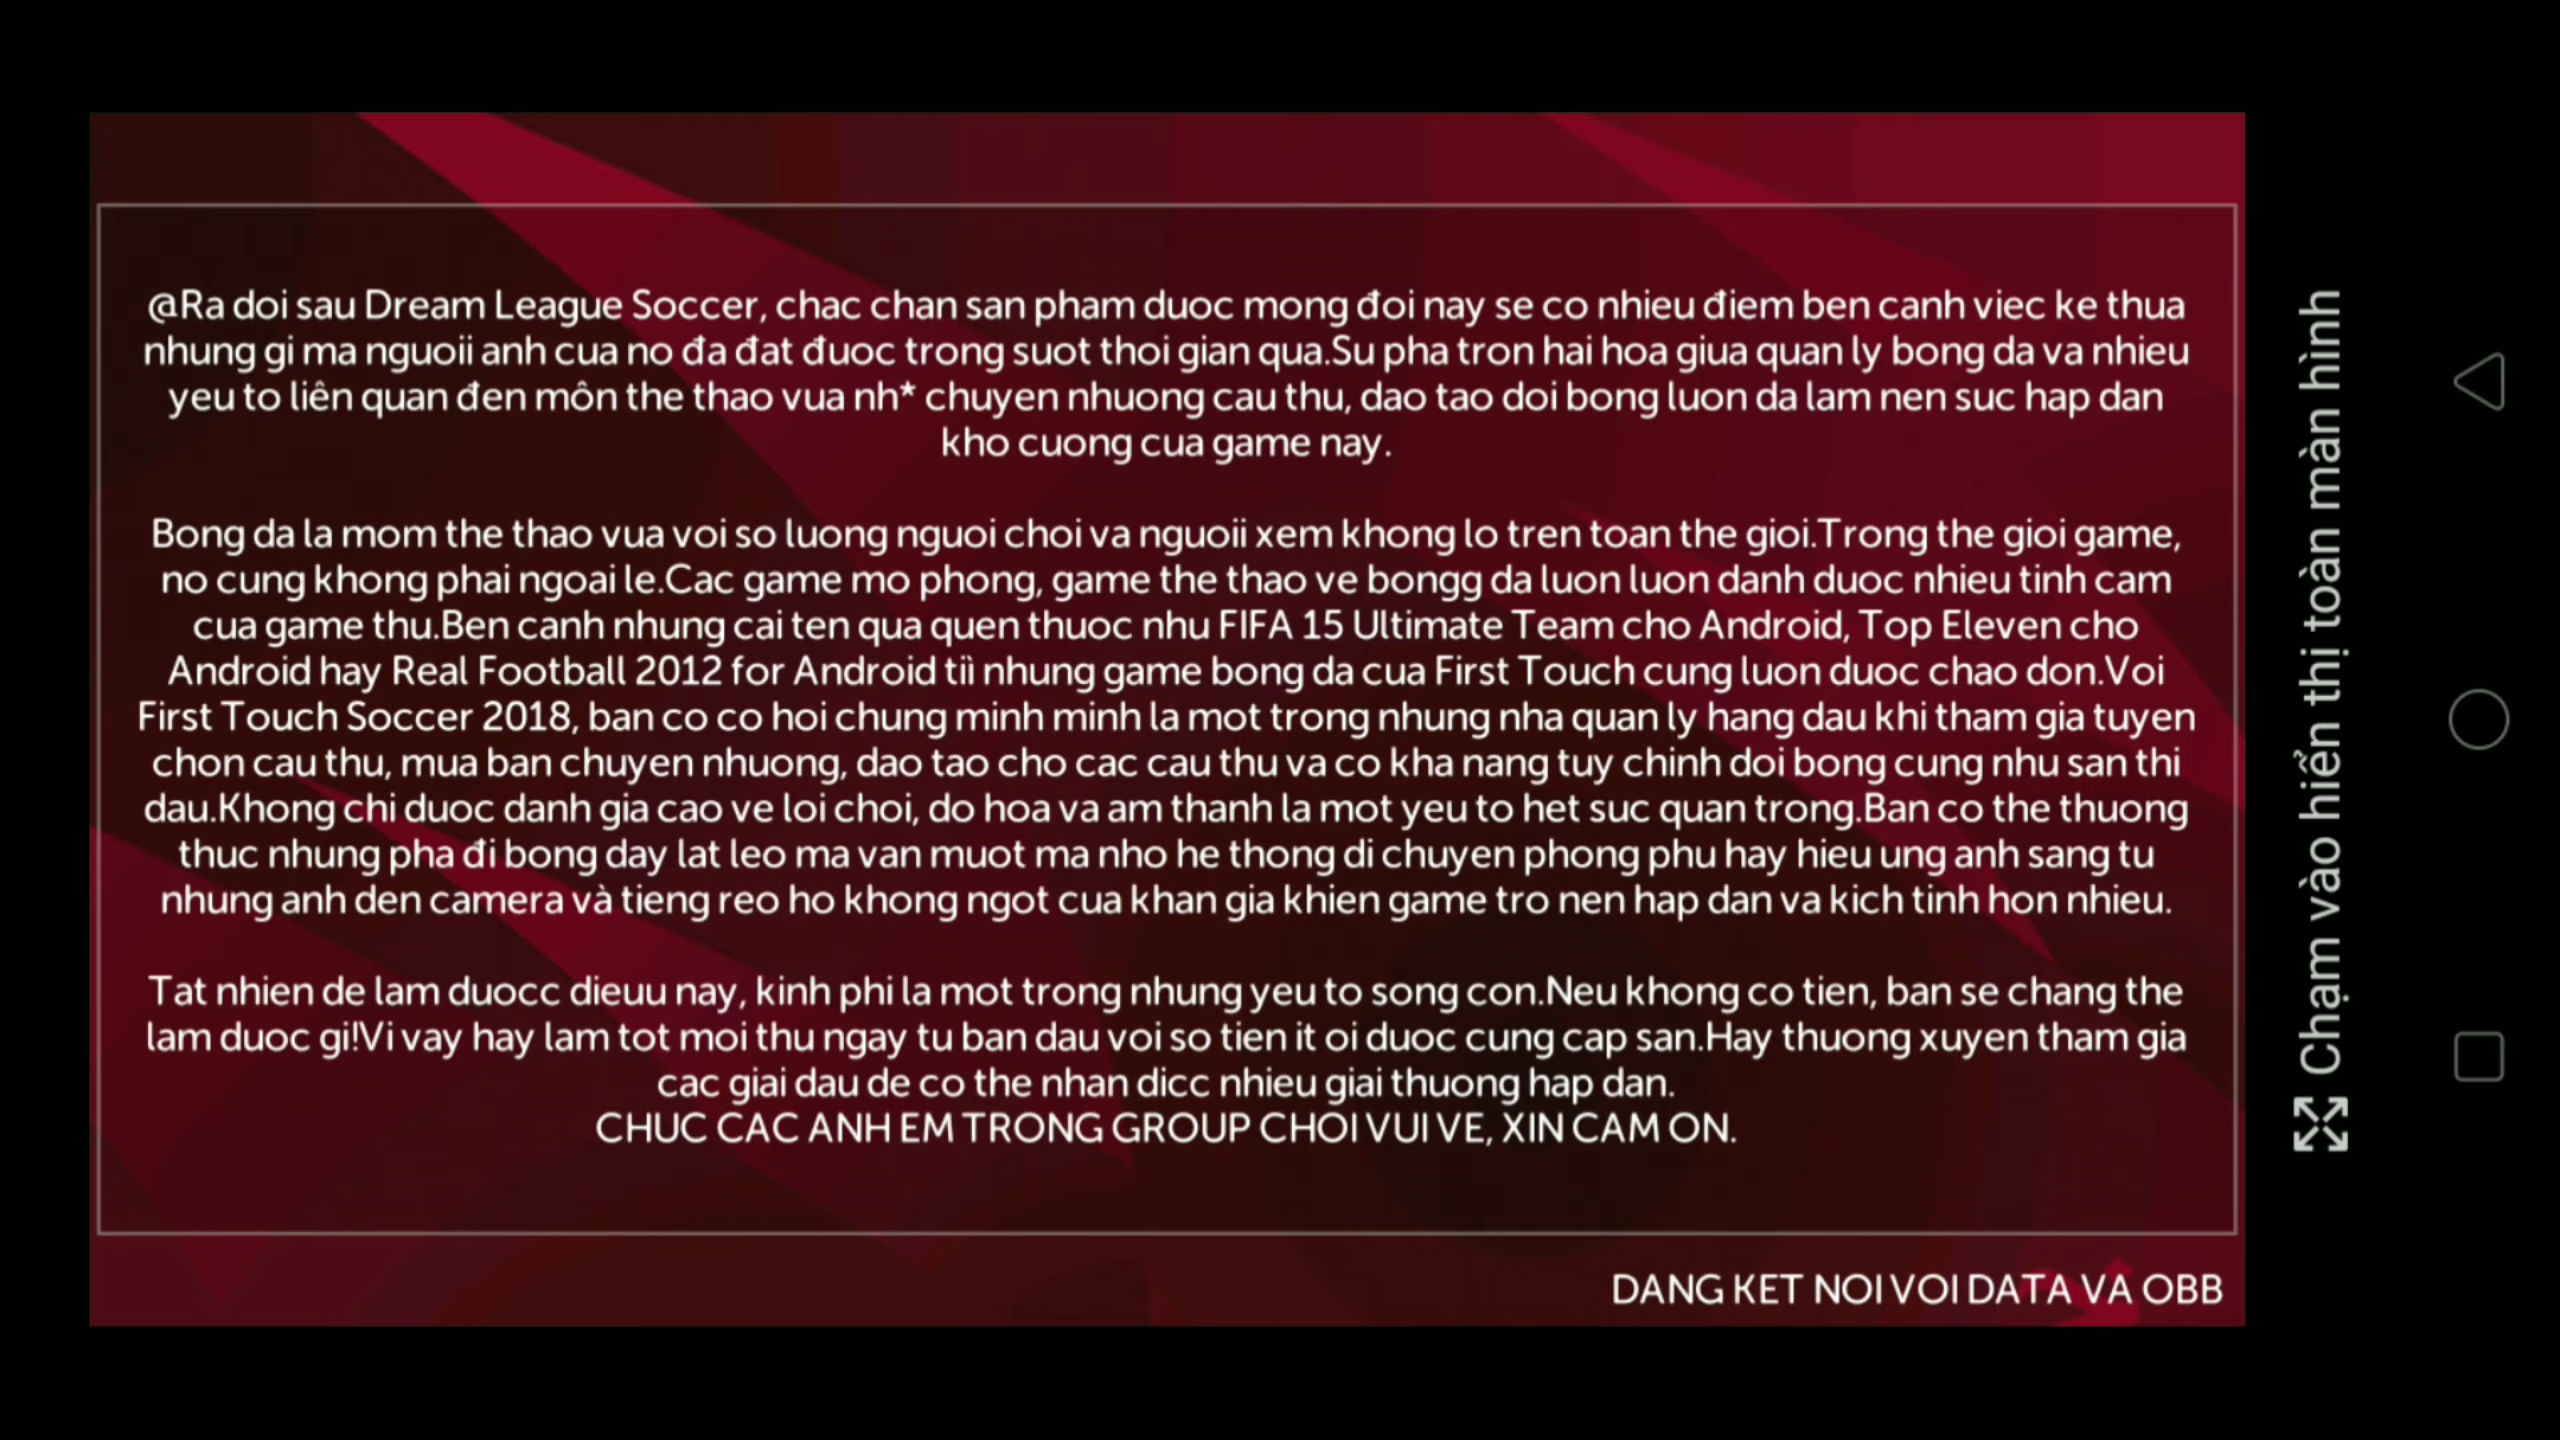 @Ra doi sau Dream League Soccer, chac chan san pham duoc mong đoi nay se co nhieu điem ben canh viec ke thua
nhung gi ma nguoii anh cua no đa đat đuoc trong suot thoi gian qua.Su pha tron hai hoa giua quan ly bong da va nhieu
yeu to liên quan đen môn the thao vua nh* chuyen nhuong cau thu, dao tao doi bong luon da lam nen suc hap dan
kho cuong cua game nay.
Bong da la mom the thao vua voi so luong nguoi choi va nguoii xem khong lo tren toan the gioi.Trong the gioi game,
no cung khong phai ngoai le.Cac game mo phong, game the thao ve bongg da luon luon danh duoc nhieu tinh cam
cua game thu.Ben canh nhung cai ten qua quen thuoc nhu FIFA 15 Ultimate Team cho Android, Top Eleven cho
Android hay Real Football 2012 for Android tiì nhung game bong da cua First Touch cung luon duoc chao don.Voi
First Touch Soccer 2018, ban co co hoi chung minh minh la mot trong nhung nha quan ly hang dau khi tham gia tuyen
chon cau thu, mua ban chuyen nhuong, dao tao cho cac cau thu va co kha nang tuy chinh doi bong cung nhu san thi
dau.Khong chi duoc danh gia cao ve loi choi, do hoa va am thanh la mot yeu to het suc quan trong.Ban co the thuong
thuc nhung pha đi bong day lat leo ma van muot ma nho he thong di chuyen phong phu hay hieu ung anh sang tu
nhung anh den camera và tieng reo ho khong ngot cua khan gia khien game tro nen hap dan va kich tinh hon nhieu.
Tat nhien de lam duocc dieuu nay, kinh phi la mot trong nhung yeu to song con.Neu khong co tien, ban se chang the
lam duoc gi!Vi vay hay lam tot moi thu ngay tu ban dau voi so tien it oi duoc cung cap san.Hay thuong xuyen tham gia
cac giai dau de co the nhan dicc nhieu giai thuong hap dan.
CHUC CAC ANH EM TRONG GROUP CHOI VUI VE, XIN CAM ON.
DANG KET NOI VOI DATA VA OBB
Chạm vào hiển thị toàn màn hình